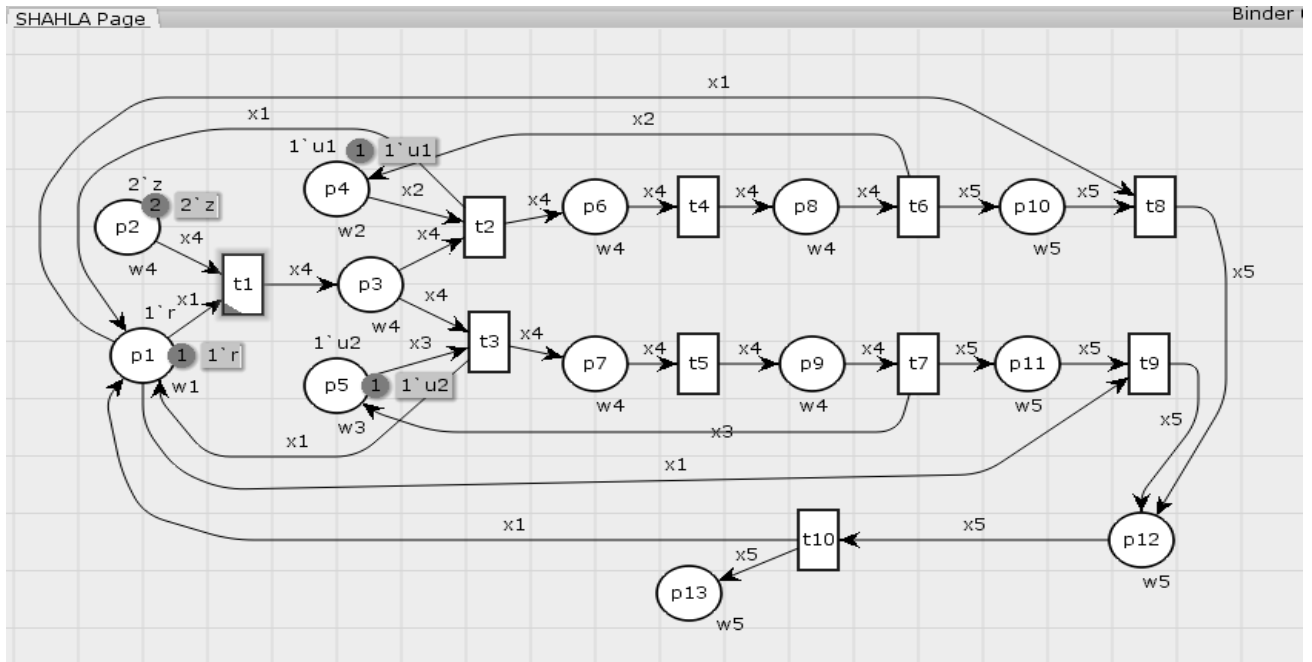 SHAHLA Page
Binder
x1
x1
x2
1`u1
1
1`u1
2`z
2
2`z
p2
w4
x4
p4
w2
x2
t2
x4
x4
p6
w4
x4
t4
x4
p8
w4
x4
t6
x5
p10
w5
x5
t8
x5
t1
x4
p3
w4
x4
1`r
x1
p1
1
1`r
w1
1`u2
p5
1
1`u2
w3
x3
t3
x4
p7
w4
x4
t5
x4
p9
w4
x4
t7
x5
p11
w5
x5
t9
x5
x1
x3
x1
x1
t10
x5
p12
w5
x5
p13
w5